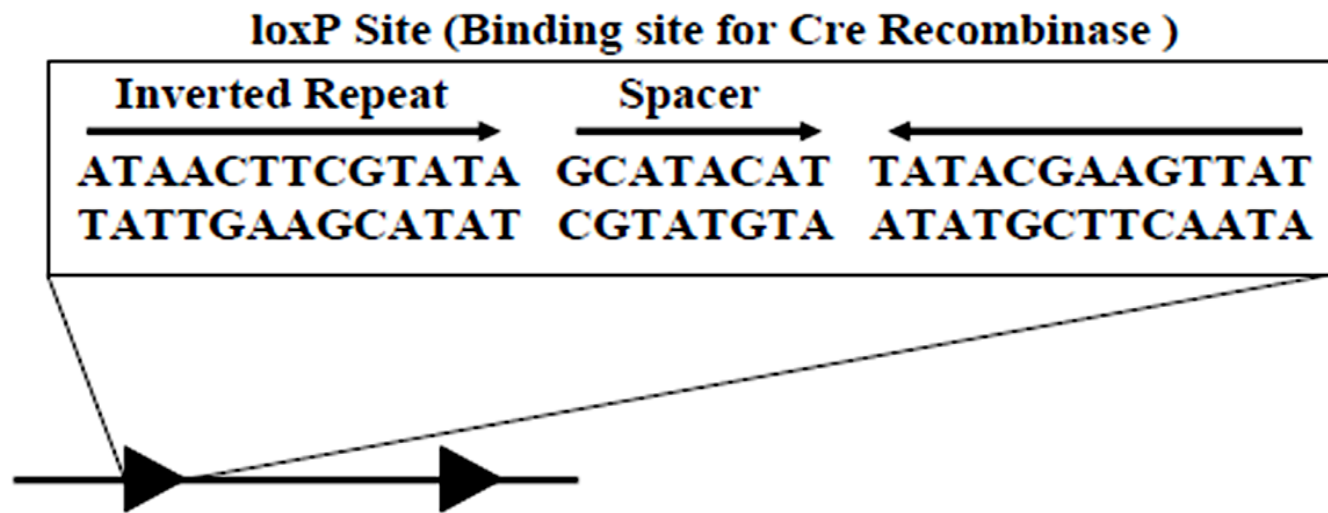 loxP Site (Binding site for Cre Recombinase )
Inverted Repeat Spacer
ATAACTTCGTATA GCATACAT TATACGAAGTTAT
TATTGAAGCATAT CGTATGTA ATATGCTTCAATA